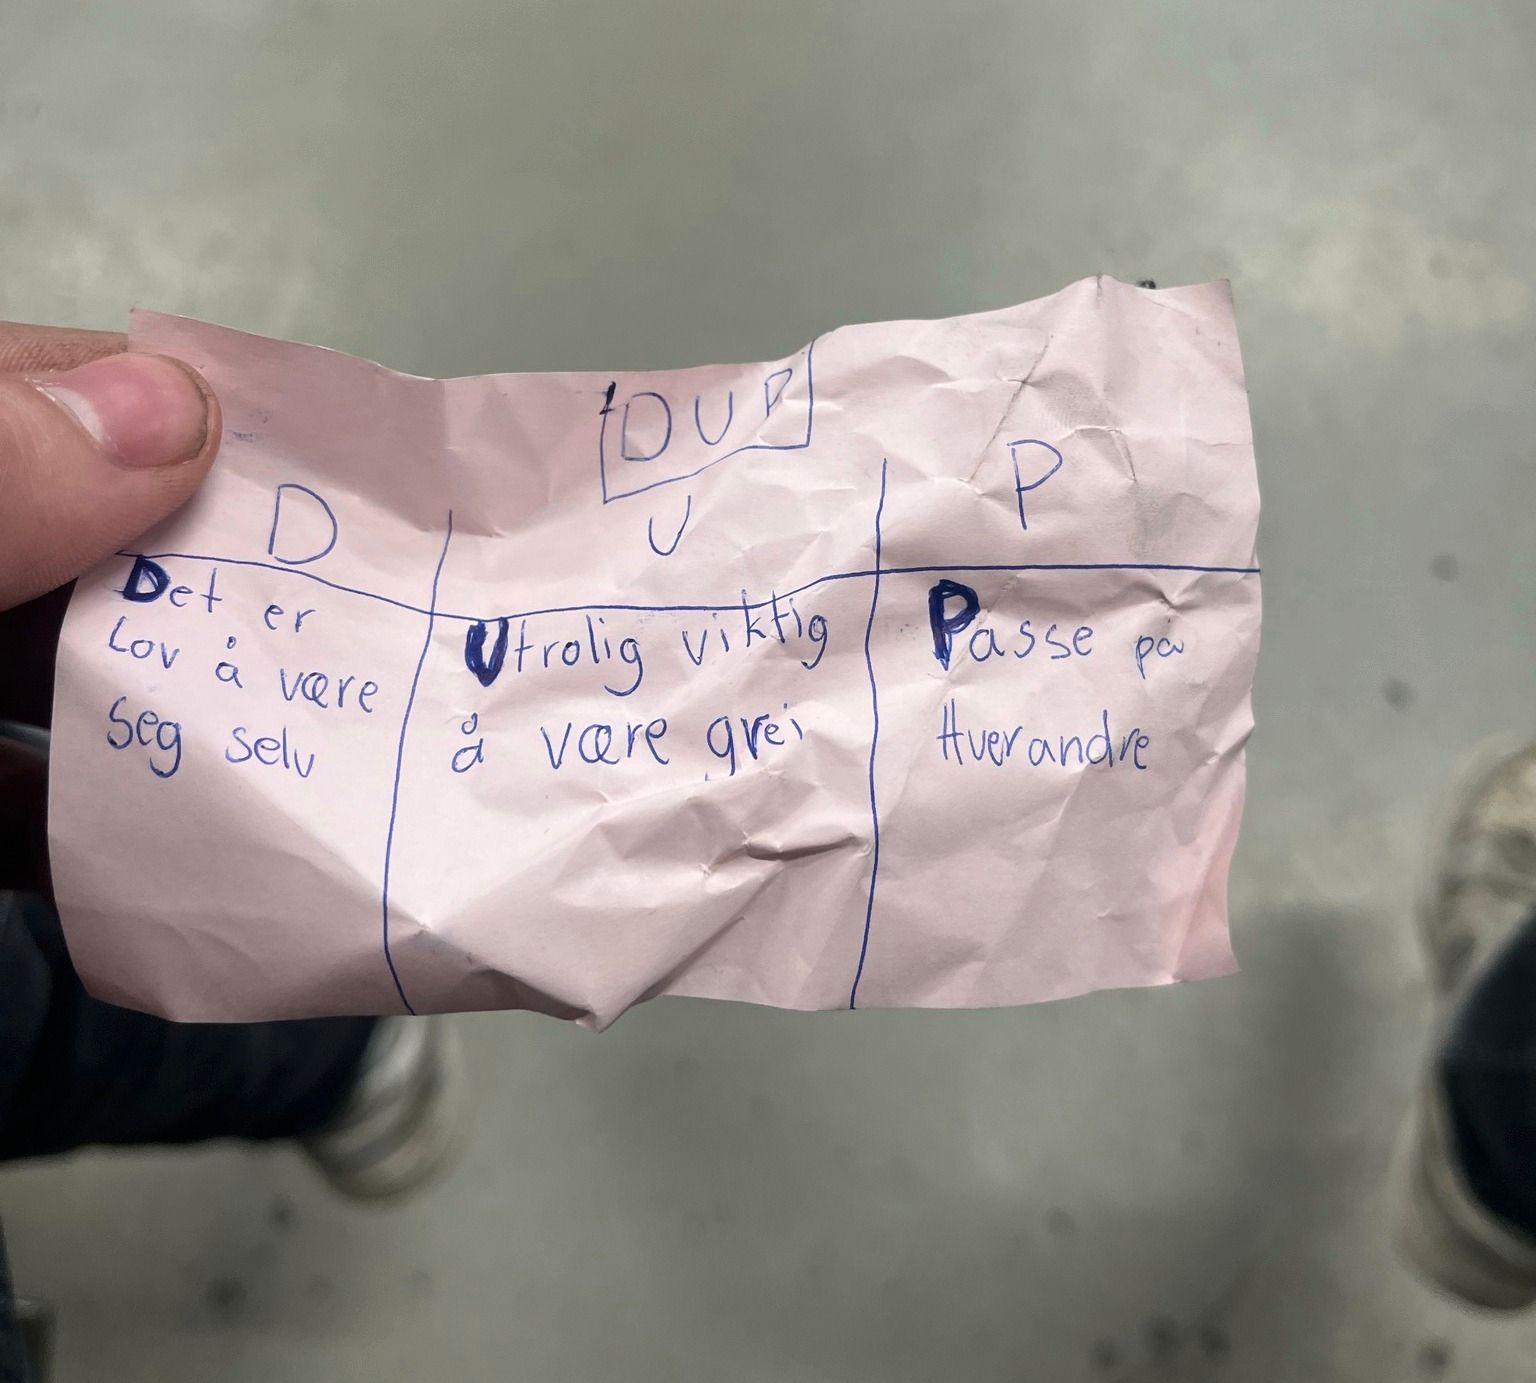 DUP
D U P
Det er
Lov å være
Seg selv
Utrolig viktig
å være grei
Passe på
Hverandre